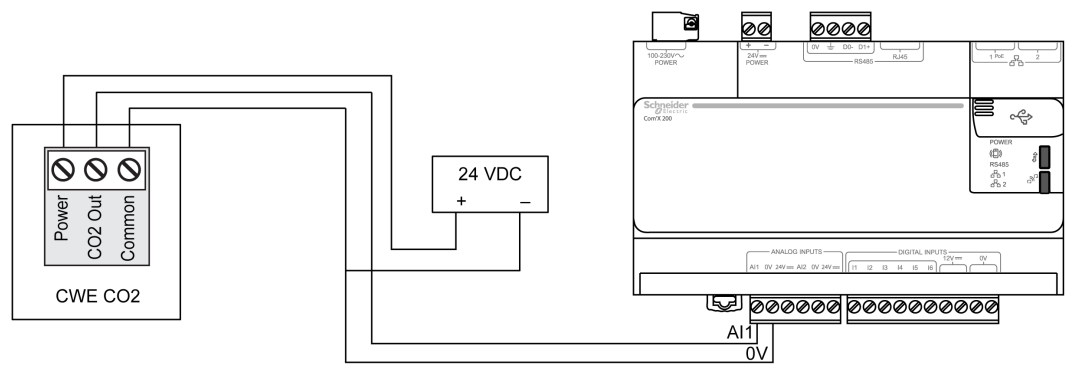 100-230V
POWER
+ −
24V
POWER
0V D0- D1+
RJ45
RS485
1 PoE 2
Schneider
Electric
Com'X 200
POWER
RS485
1
2
24 VDC
+ −
Power
CO2 Out
Common
CWE CO2
ANALOG INPUTS
AI1 0V 24V AI2 0V 24V
DIGITAL INPUTS
I1 I2 I3 I4 I5 I6 12V 0V
AI1
0V